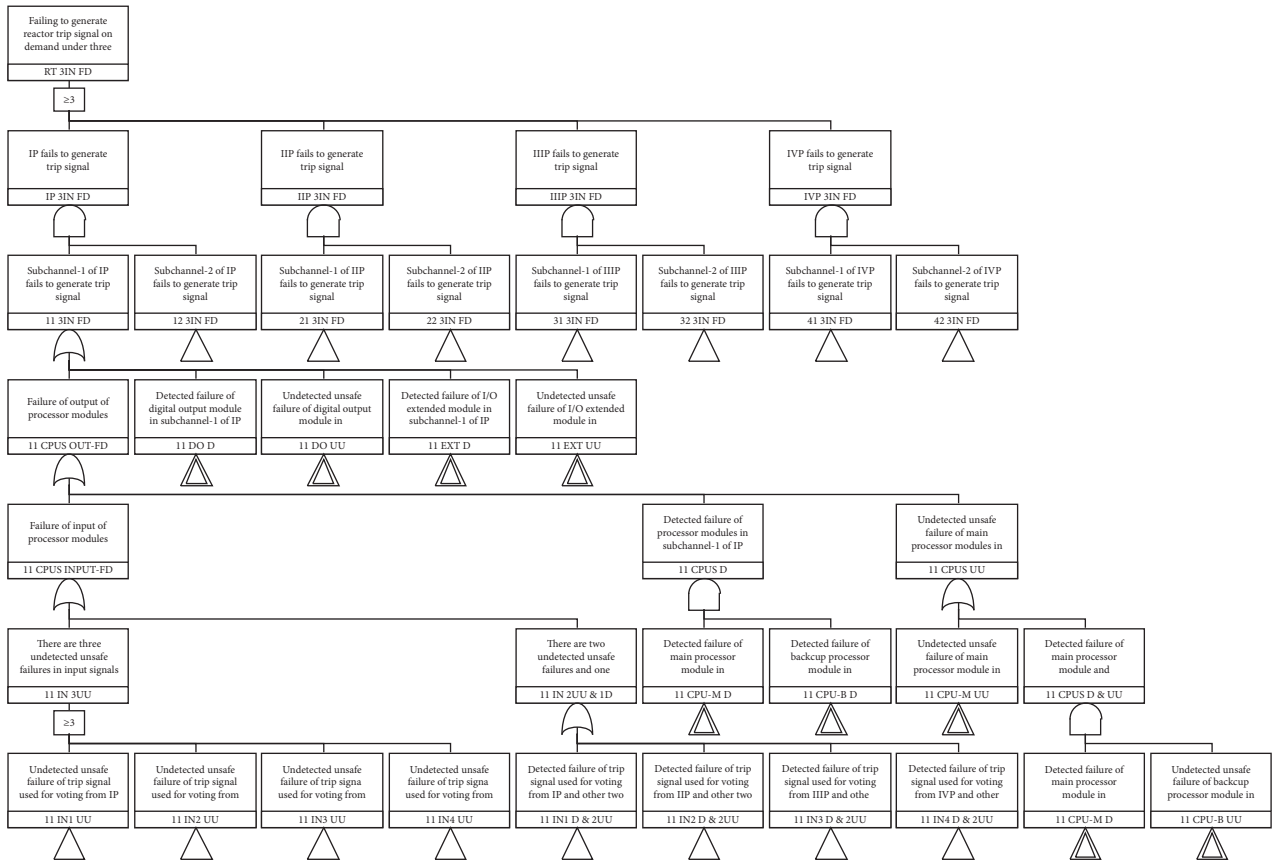 Failing to generate
reactor trip signal on
demand under three
RT 3IN FD
≥3
IP fails to generate
trip signal
IP 3IN FD
IIP fails to generate
trip signal
IIP 3IN FD
IIIP fails to generate
trip signal
IIIP 3IN FD
IVP fails to generate
trip signal
IVP 3IN FD
Subchannel-1 of IP
fails to generate trip
signal
11 3IN FD
Subchannel-2 of IP
fails to generate trip
signal
12 3IN FD
Subchannel-1 of IIP
fails to generate trip
signal
21 3IN FD
Subchannel-2 of IIP
fails to generate trip
signal
22 3IN FD
Subchannel-1 of IIIP
fails to generate trip
signal
31 3IN FD
Subchannel-2 of IIIP
fails to generate trip
signal
32 3IN FD
Subchannel-1 of IVP
fails to generate trip
signal
41 3IN FD
Subchannel-2 of IVP
fails to generate trip
signal
42 3IN FD
Failure of output of
processor modules
11 CPUS OUT-FD
Detected failure of
digital output module
in subchannel-1 of IP
11 DO D
Undetected unsafe
failure of digital output
module in
11 DO UU
Detected failure of I/O
extended module in
subchannel-1 of IP
11 EXT D
Undetected unsafe
failure of I/O extended
module in
11 EXT UU
Failure of input of
processor modules
11 CPUS INPUT-FD
Detected failure of
processor modules in
subchannel-1 of IP
11 CPUS D
Undetected unsafe
failure of main
processor modules in
11 CPUS UU
There are three
undetected unsafe
failures in input signals
11 IN 3UU
There are two
undetected unsafe
failures and one
11 IN 2UU & 1D
Detected failure of
main processor
module in
11 CPU-M D
Detected failure of
backcup processor
module in
11 CPU-B D
Undetected unsafe
failure of main
processor module in
11 CPU-M UU
Detected failure of
main processor
module and
11 CPUS D & UU
≥3
Undetected unsafe
failure of trip signal
used for voting from IP
11 IN1 UU
Undetected unsafe
failure of trip signa
used for voting from
11 IN2 UU
Undetected unsafe
failure of trip signa
used for voting from
11 IN3 UU
Undetected unsafe
failure of trip signa
used for voting from
11 IN4 UU
Detected failure of trip
signal used for voting
from IP and other two
11 IN1 D & 2UU
Detected failure of trip
signal used for voting
from IIP and other two
11 IN2 D & 2UU
Detected failure of trip
signal used for voting
from IIIP and othe
11 IN3 D & 2UU
Detected failure of trip
signal used for voting
from IVP and other
11 IN4 D & 2UU
Detected failure of
main processor
module in
11 CPU-M D
Undetected unsafe
failure of backup
processor module in
11 CPU-B UU